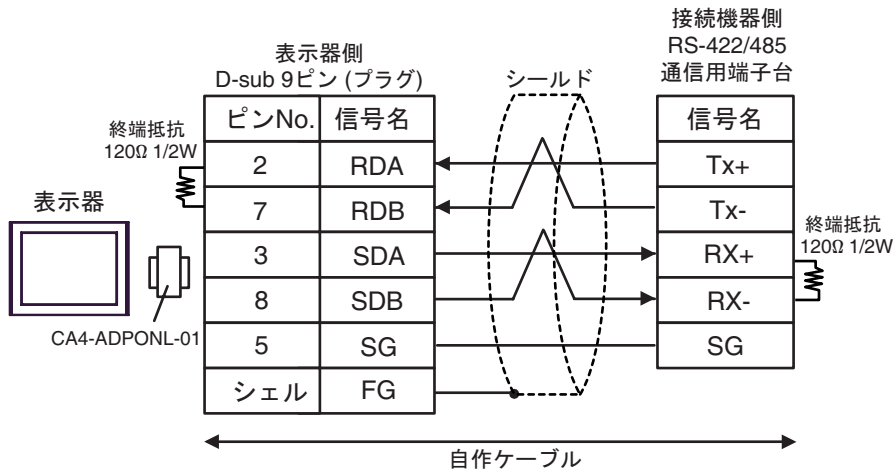 表示器側
D-sub 9ピン (プラグ)
シールド
接続機器側
RS-422/485
通信用端子台
終端抵抗
120Ω 1/2W
ピンNo. 信号名
信号名
2 RDA
Tx+
7 RDB
Tx-
3 SDA
RX+
8 SDB
RX-
5 SG
SG
シェル FG
表示器
CA4-ADPONL-01
終端抵抗
120Ω 1/2W
自作ケーブル